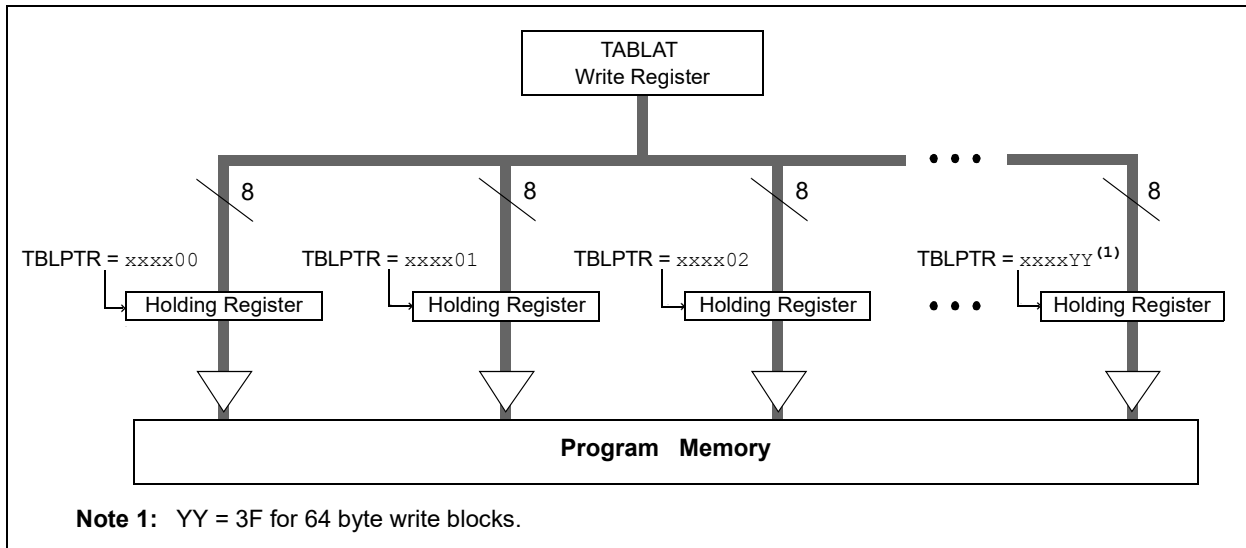 TABLAT
Write Register
• • •
8 8 8 8
TBLPTR = xxxx00 TBLPTR = xxxx01 TBLPTR = xxxx02 TBLPTR = xxxxYY(1)
Holding Register Holding Register Holding Register • • • Holding Register
Program Memory
Note 1: YY = 3F for 64 byte write blocks.